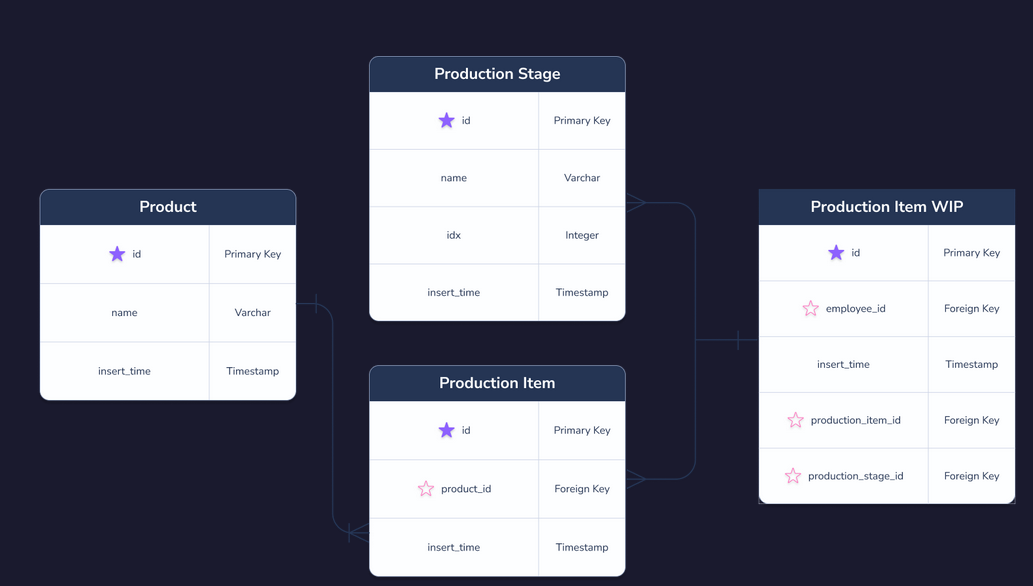 Production Stage
id Primary Key
name Varchar
idx Integer
insert_time Timestamp
Product
id Primary Key
name Varchar
insert_time Timestamp
Production Item
id Primary Key
product_id Foreign Key
insert_time Timestamp
Production Item WIP
id Primary Key
employee_id Foreign Key
insert_time Timestamp
production_item_id Foreign Key
production_stage_id Foreign Key